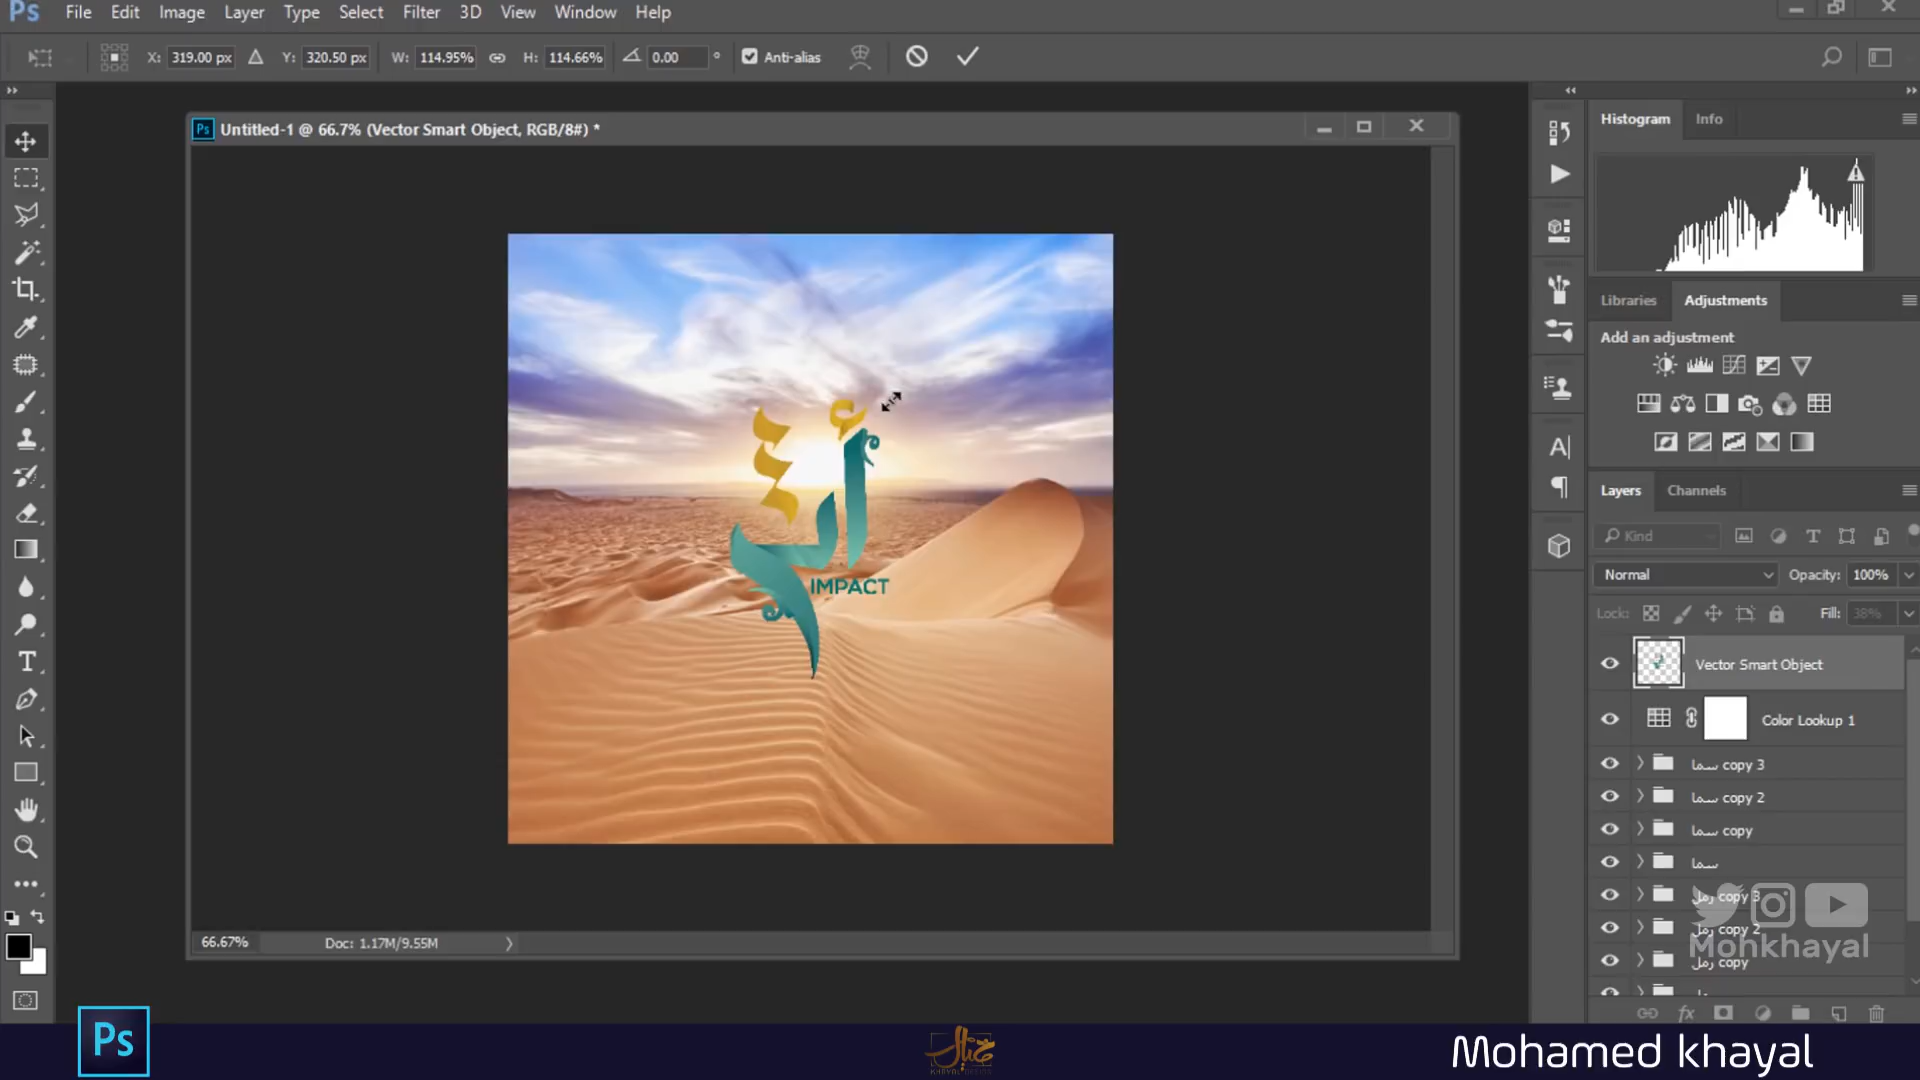 Ps
File Edit Image Layer Type Select Filter 3D View Window Help
X: 319.00 px Y: 320.50 px W: 114.95% H: 114.66% 0.00 ° Anti-alias
Ps Untitled-1 @ 66.7% (Vector Smart Object, RGB/8#) *
Histogram Info
Libraries Adjustments
Add an adjustment
Layers Channels
Kind
Normal Opacity: 100%
Lock: Fill: 38%
Vector Smart Object
Color Lookup 1
سما copy 3
سما copy 2
سما copy
سما
رمل copy 3
رمل copy 2
رمل copy
Mohkhayal
أثر
IMPACT
66.67% Doc: 1.17M/9.55M
Ps
Mohamed khayal